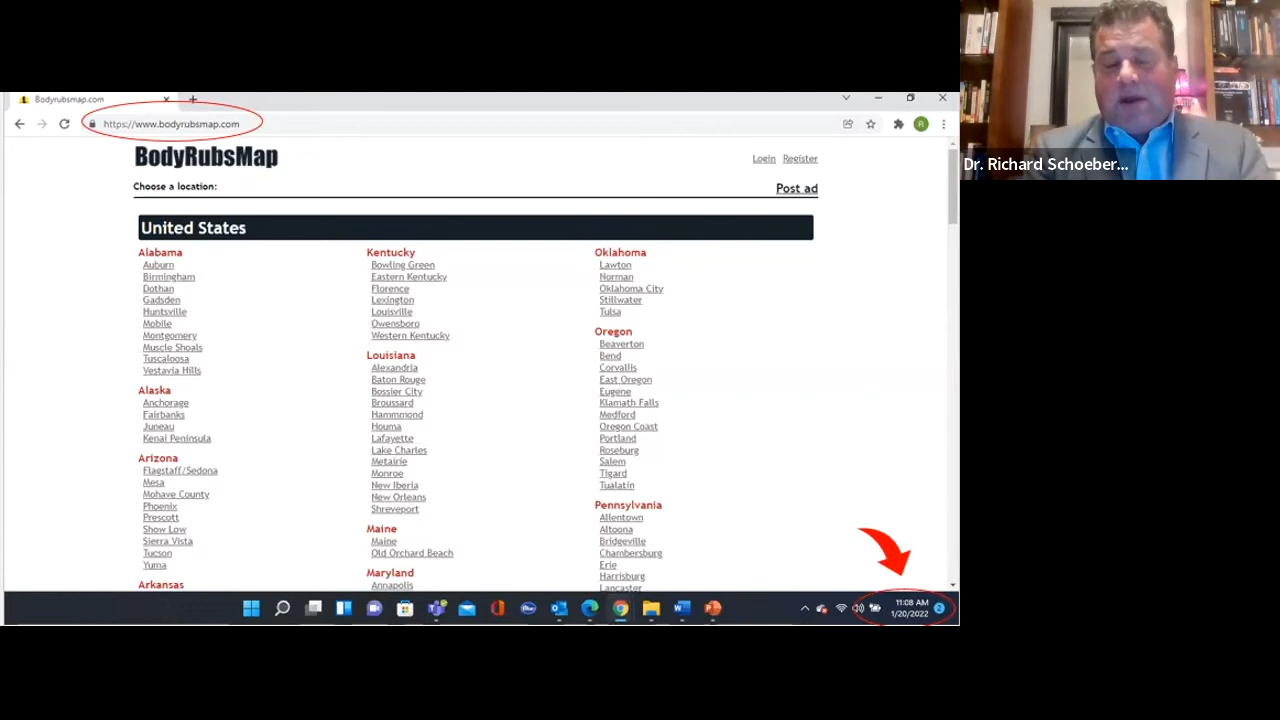 Bodyrubsmap.com
https://www.bodyrubsmap.com
BodyRubsMap
Login Register
Choose a location:
Post ad
United States
Alabama
Auburn
Birmingham
Dothan
Gadsden
Huntsville
Mobile
Montgomery
Muscle Shoals
Tuscaloosa
Vestavia Hills
Alaska
Anchorage
Fairbanks
Juneau
Kenai Peninsula
Arizona
Flagstaff/Sedona
Mesa
Mohave County
Phoenix
Prescott
Show Low
Sierra Vista
Tucson
Yuma
Arkansas
Kentucky
Bowling Green
Eastern Kentucky
Florence
Lexington
Louisville
Owensboro
Western Kentucky
Louisiana
Alexandria
Baton Rouge
Bossier City
Broussard
Hammmond
Houma
Lafayette
Lake Charles
Metairie
Monroe
New Iberia
New Orleans
Shreveport
Maine
Maine
Old Orchard Beach
Maryland
Annapolis
Oklahoma
Lawton
Norman
Oklahoma City
Stillwater
Tulsa
Oregon
Beaverton
Bend
Corvallis
East Oregon
Eugene
Klamath Falls
Medford
Oregon Coast
Portland
Roseburg
Salem
Tigard
Tualatin
Pennsylvania
Allentown
Altoona
Bridgeville
Chambersburg
Erie
Harrisburg
Lancaster
11:08 AM
1/20/2022
2
Dr. Richard Schoeber...